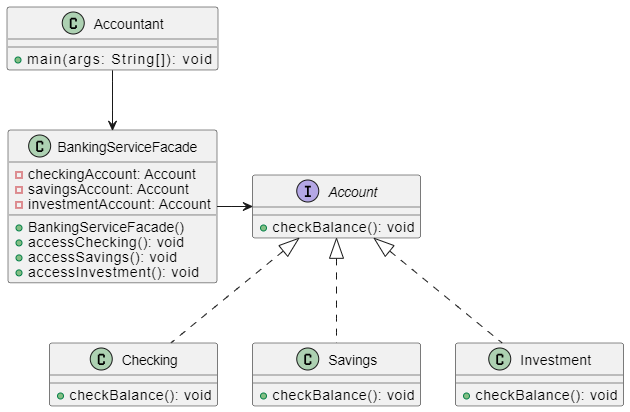 C Accountant
main(args: String[]): void
C BankingServiceFacade
checkingAccount: Account
savingsAccount: Account
investmentAccount: Account
BankingServiceFacade()
accessChecking(): void
accessSavings(): void
accessInvestment(): void
I Account
checkBalance(): void
C Checking
checkBalance(): void
C Savings
checkBalance(): void
C Investment
checkBalance(): void